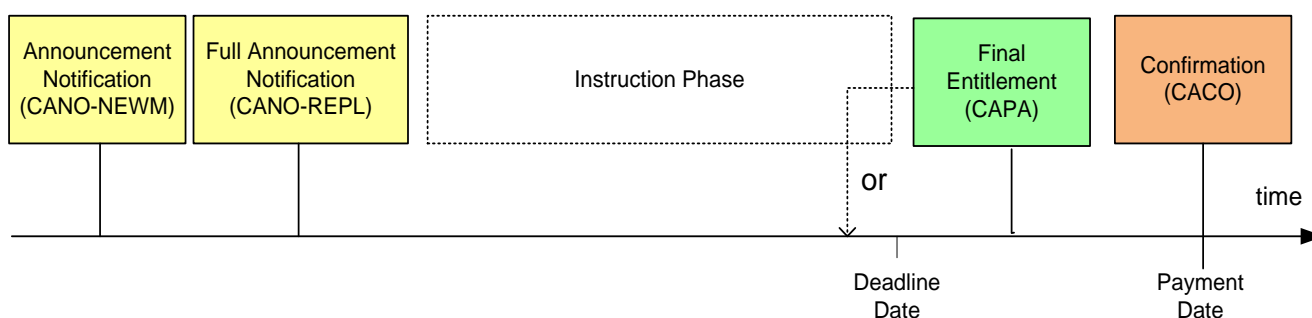 Announcement
Notification
(CANO-NEWM)
Full Announcement
Notification
(CANO-REPL)
Instruction Phase
Final
Entitlement
(CAPA)
Confirmation
(CACO)
or
time
Deadline
Date
Payment
Date